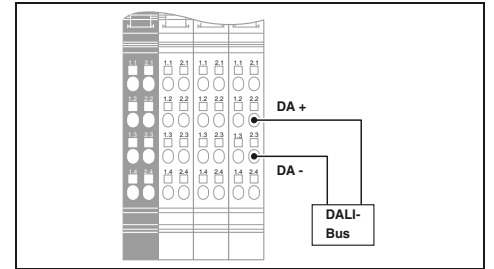 1.1 2.1 1.1 2.1 1.1 2.1 1.1 2.1
1.2 2.2 1.2 2.2 1.2 2.2 1.2 2.2
DA +
1.3 2.3 1.3 2.3 1.3 2.3 1.3 2.3
DA -
1.4 2.4 1.4 2.4 1.4 2.4 1.4 2.4
DALI-
Bus